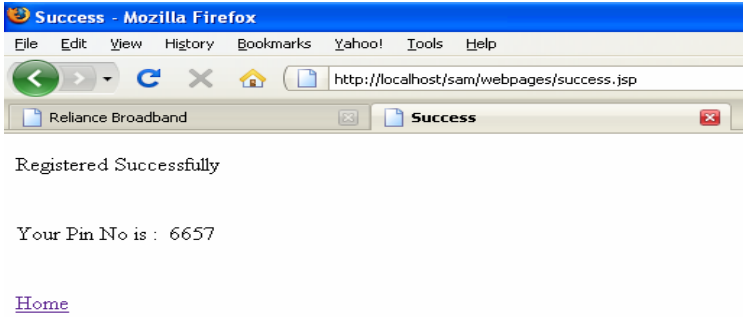 Success - Mozilla Firefox
File Edit View History Bookmarks Yahoo! Tools Help
http://localhost/sam/webpages/success.jsp
Reliance Broadband Success
Registered Successfully
Your Pin No is : 6657
Home